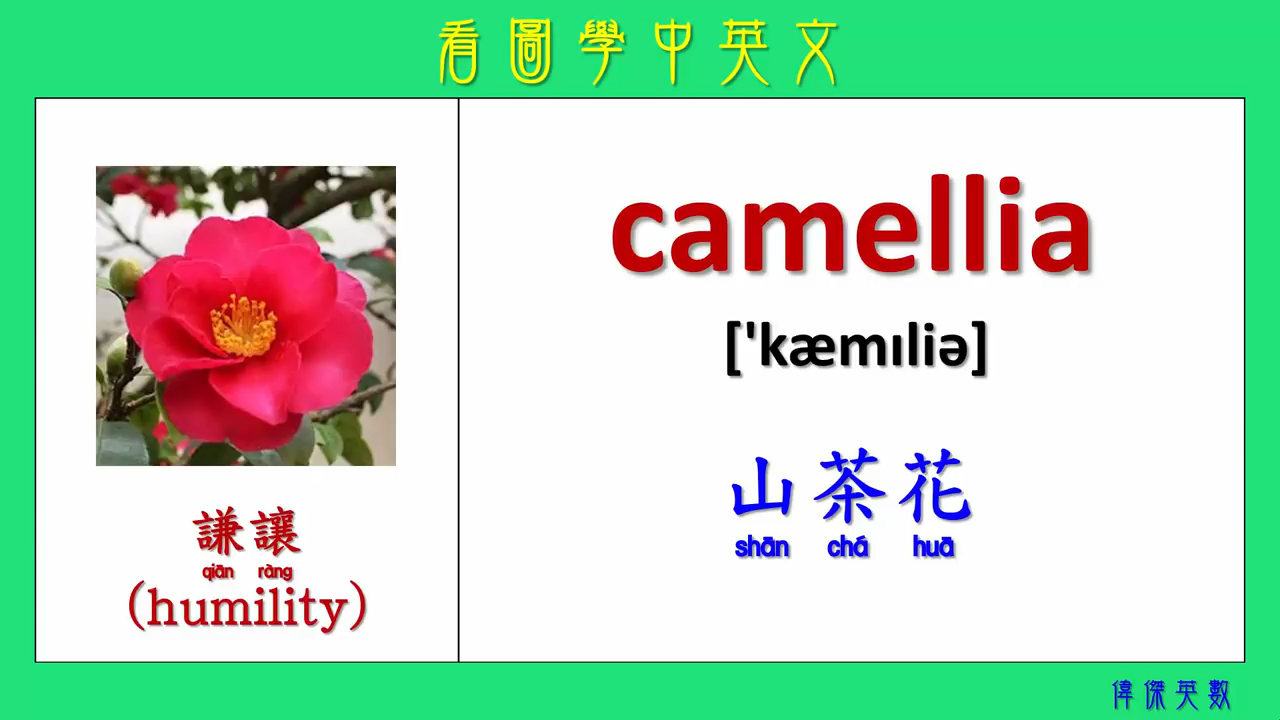 看圖學中英文
camellia
['kæmɪliə]
山茶花
shān chá huā
謙讓
qiān ràng
(humility)
偉傑英數